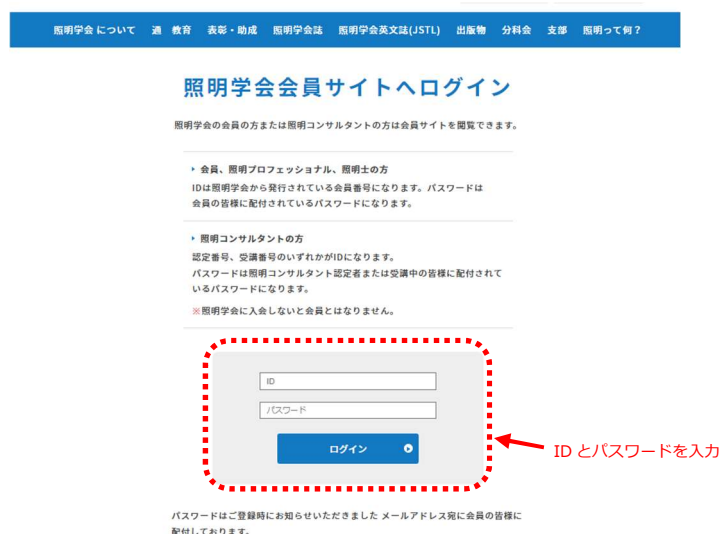 照明学会 について 通 教育 表彰・助成 照明学会誌 照明学会英文誌(JSTL) 出版物 分科会 支部 照明って何？
照明学会会員サイトへログイン
照明学会の会員の方または照明コンサルタントの方は会員サイトを閲覧できます。
会員、照明プロフェッショナル、照明士の方
IDは照明学会から発行されている会員番号になります。パスワードは
会員の皆様に配付されているパスワードになります。
照明コンサルタントの方
認定番号、受講番号のいずれかがIDになります。
パスワードは照明コンサルタント認定者または受講中の皆様に配付されて
いるパスワードになります。
※照明学会に入会しないと会員とはなりません。
ID
パスワード
ログイン
ID とパスワードを入力
パスワードはご登録時にお知らせいただきました メールアドレス宛に会員の皆様に
配付しております。